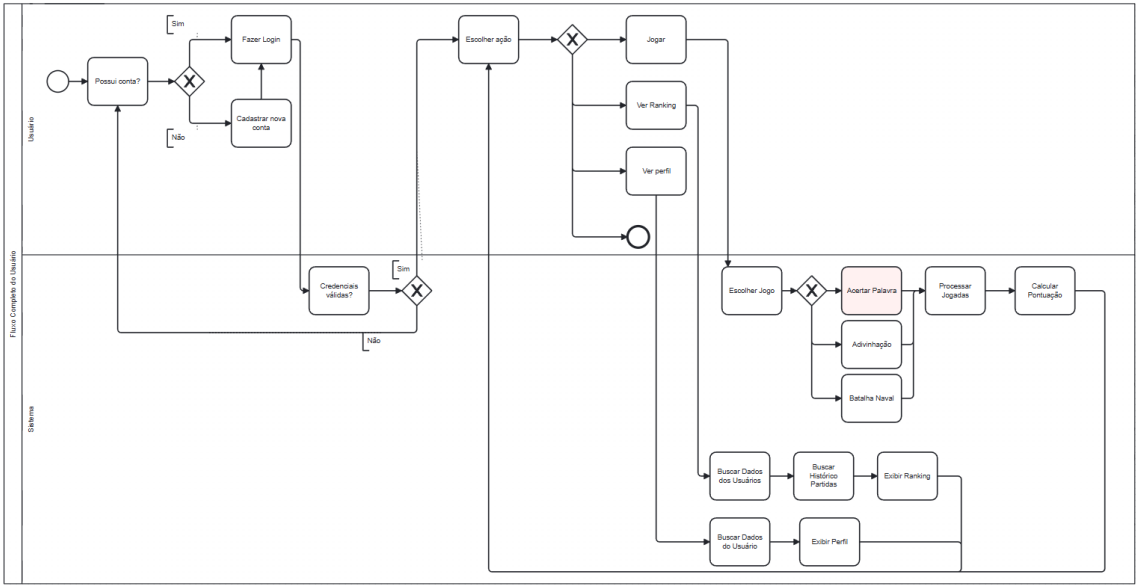 Fluxo Completo do Usuário
Usuário
Sistema
Possui conta?
Sim
Não
Fazer Login
Cadastrar nova
conta
Credenciais
válidas?
Sim
Não
Escolher ação
Jogar
Ver Ranking
Ver perfil
Escolher Jogo
Acertar Palavra
Adivinhação
Batalha Naval
Processar
Jogadas
Calcular
Pontuação
Buscar Dados
dos Usuários
Buscar
Histórico
Partidas
Exibir Ranking
Buscar Dados
do Usuário
Exibir Perfil